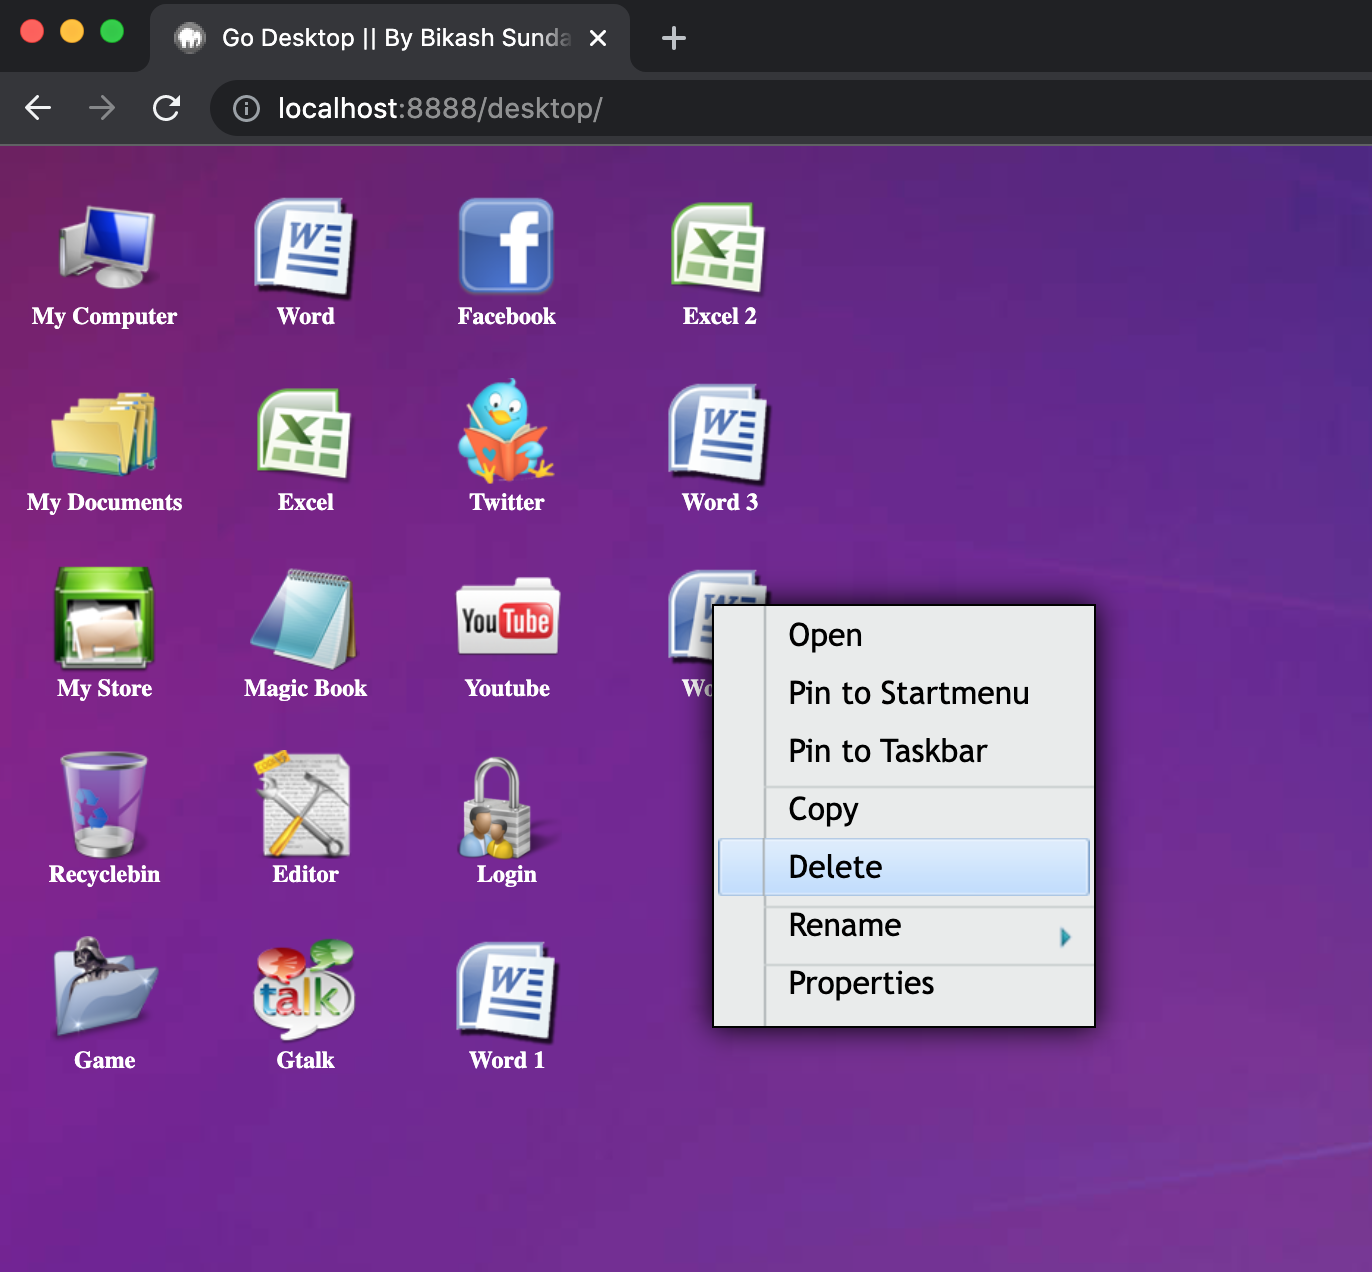 Go Desktop || By Bikash Sunda
localhost:8888/desktop/
My Computer
Word
Facebook
Excel 2
My Documents
Excel
Twitter
Word 3
My Store
Magic Book
You Tube
Youtube
Wo
Open
Pin to Startmenu
Pin to Taskbar
Copy
Delete
Rename
Properties
Recyclebin
Editor
Login
Game
talk
Gtalk
Word 1